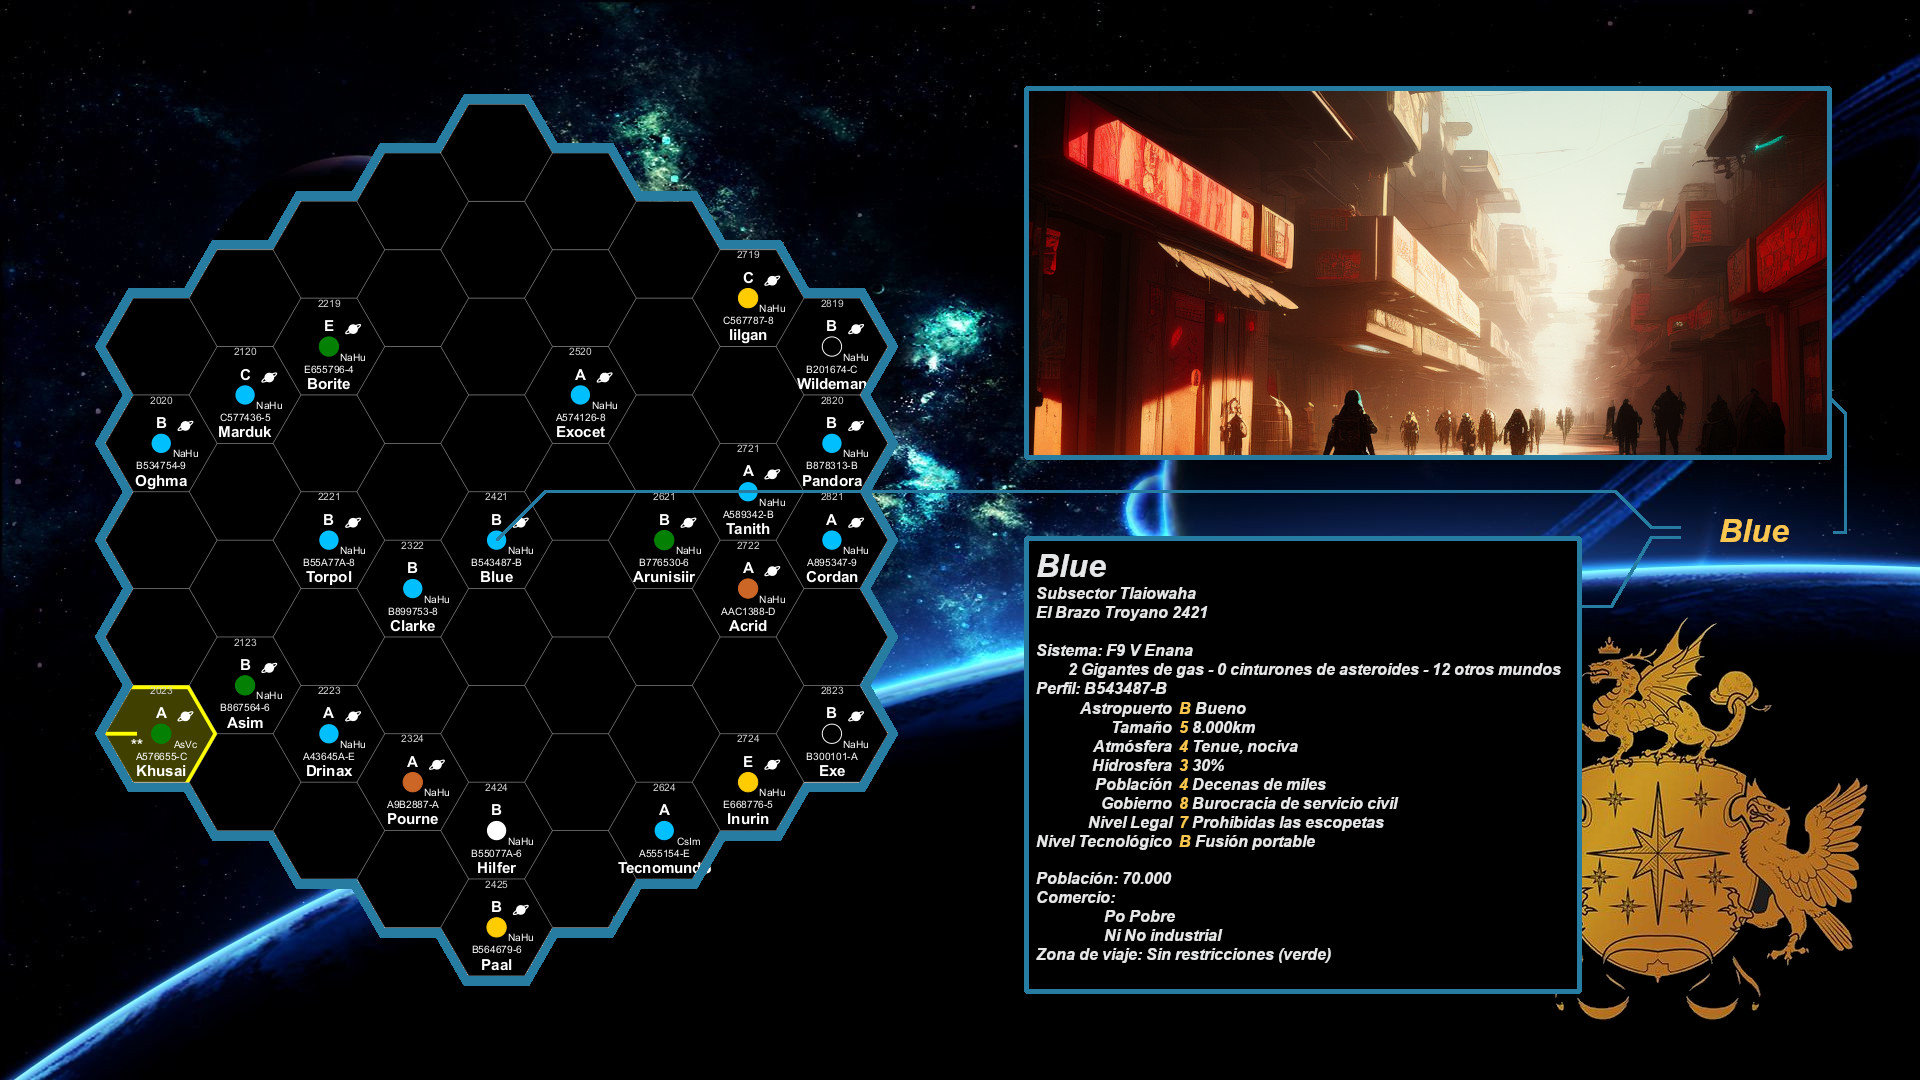 2719
C
NaHu
C567787-8
Iilgan
2219
E
NaHu
E655796-4
Borite
2819
B
NaHu
B201674-C
Wildeman
2120
C
NaHu
C577436-5
Marduk
2520
A
NaHu
A574126-8
Exocet
2020
B
NaHu
B534754-9
Oghma
2820
B
NaHu
B878313-B
Pandora
2721
A
NaHu
A589342-B
Tanith
2221
B
NaHu
B55A77A-8
Torpol
2421
B
NaHu
B543487-B
Blue
2621
B
NaHu
B776530-6
Arunisiir
2821
A
NaHu
A895347-9
Cordan
2322
B
NaHu
B899753-8
Clarke
2722
A
NaHu
AAC1388-D
Acrid
2123
B
NaHu
B867564-6
Asim
2023
A
**
AsVc
A576655-C
Khusai
2223
A
NaHu
A43645A-E
Drinax
2823
B
NaHu
B300101-A
Exe
2324
A
NaHu
A9B2887-A
Pourne
2724
E
NaHu
E668776-5
Inurin
2424
B
NaHu
B55077A-6
Hilfer
2624
A
CsIm
A555154-E
Tecnomundo
2425
B
NaHu
B564679-6
Paal
Blue
Blue
Subsector Tlaiowaha
El Brazo Troyano 2421
Sistema: F9 V Enana
2 Gigantes de gas - 0 cinturones de asteroides - 12 otros mundos
Perfil: B543487-B
Astropuerto B Bueno
Tamaño 5 8.000km
Atmósfera 4 Tenue, nociva
Hidrosfera 3 30%
Población 4 Decenas de miles
Gobierno 8 Burocracia de servicio civil
Nivel Legal 7 Prohibidas las escopetas
Nivel Tecnológico B Fusión portable
Población: 70.000
Comercio:
Po Pobre
Ni No industrial
Zona de viaje: Sin restricciones (verde)